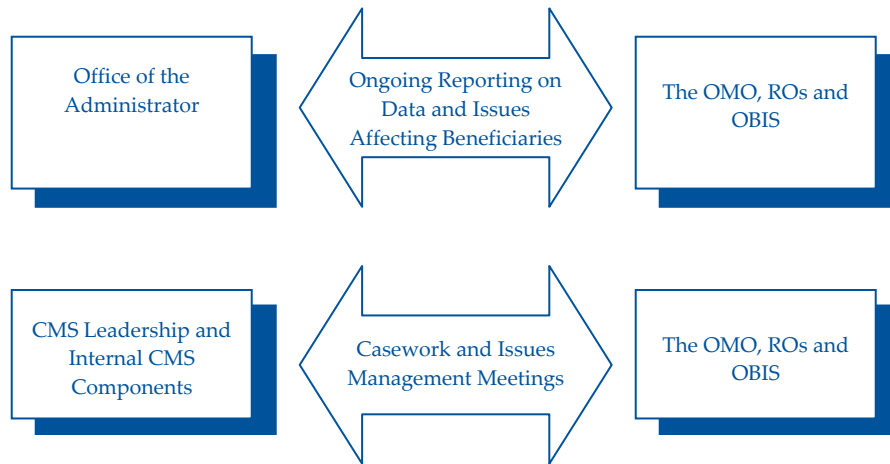 Office of the
Administrator
Ongoing Reporting on
Data and Issues
Affecting Beneficiaries
The OMO, ROs and
OBIS
CMS Leadership and
Internal CMS
Components
Casework and Issues
Management Meetings
The OMO, ROs and
OBIS